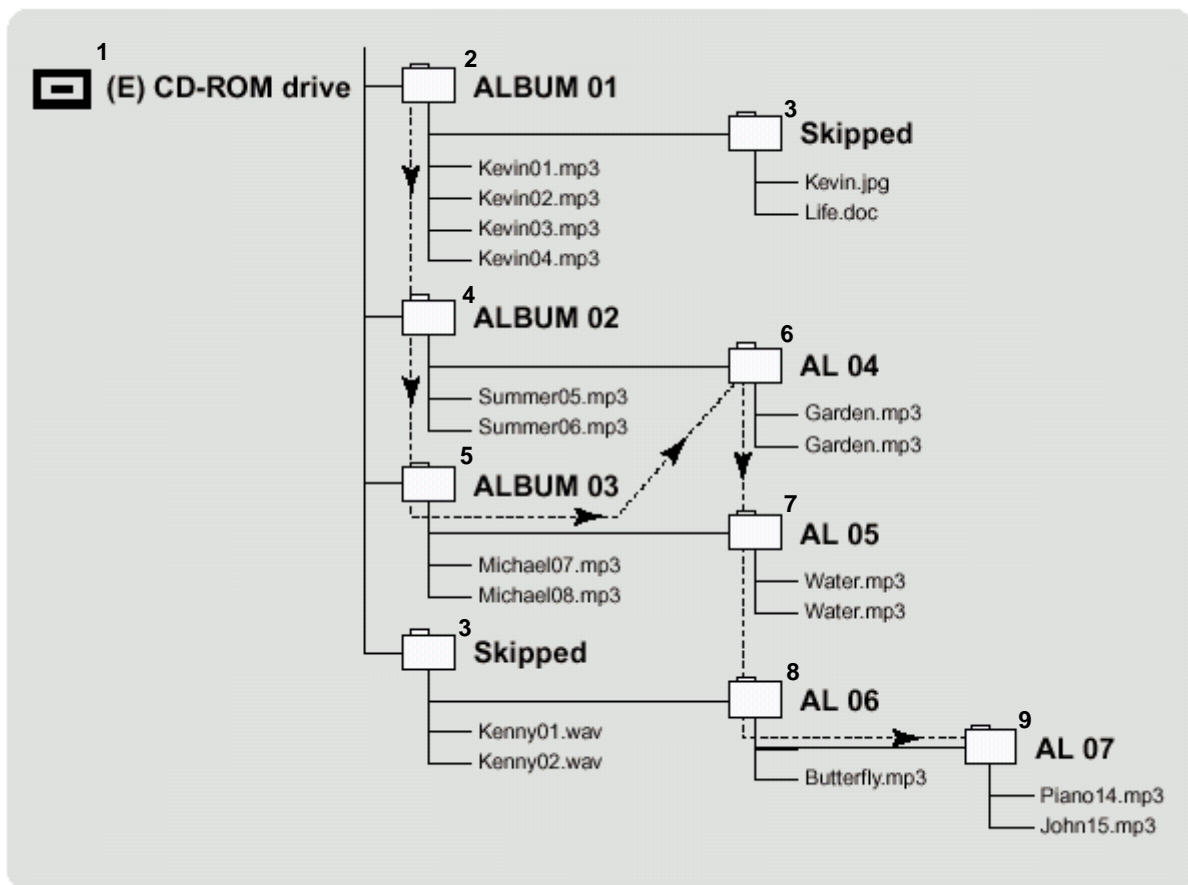 1
(E) CD-ROM drive
2
ALBUM 01
3
Skipped
Kevin.jpg
Life.doc
Kevin01.mp3
Kevin02.mp3
Kevin03.mp3
Kevin04.mp3
4
ALBUM 02
6
AL 04
Garden.mp3
Garden.mp3
Summer05.mp3
Summer06.mp3
5
ALBUM 03
7
AL 05
Water.mp3
Water.mp3
Michael07.mp3
Michael08.mp3
3
Skipped
8
AL 06
9
AL 07
Kenny01.wav
Kenny02.wav
Butterfly.mp3
Piano14.mp3
John15.mp3